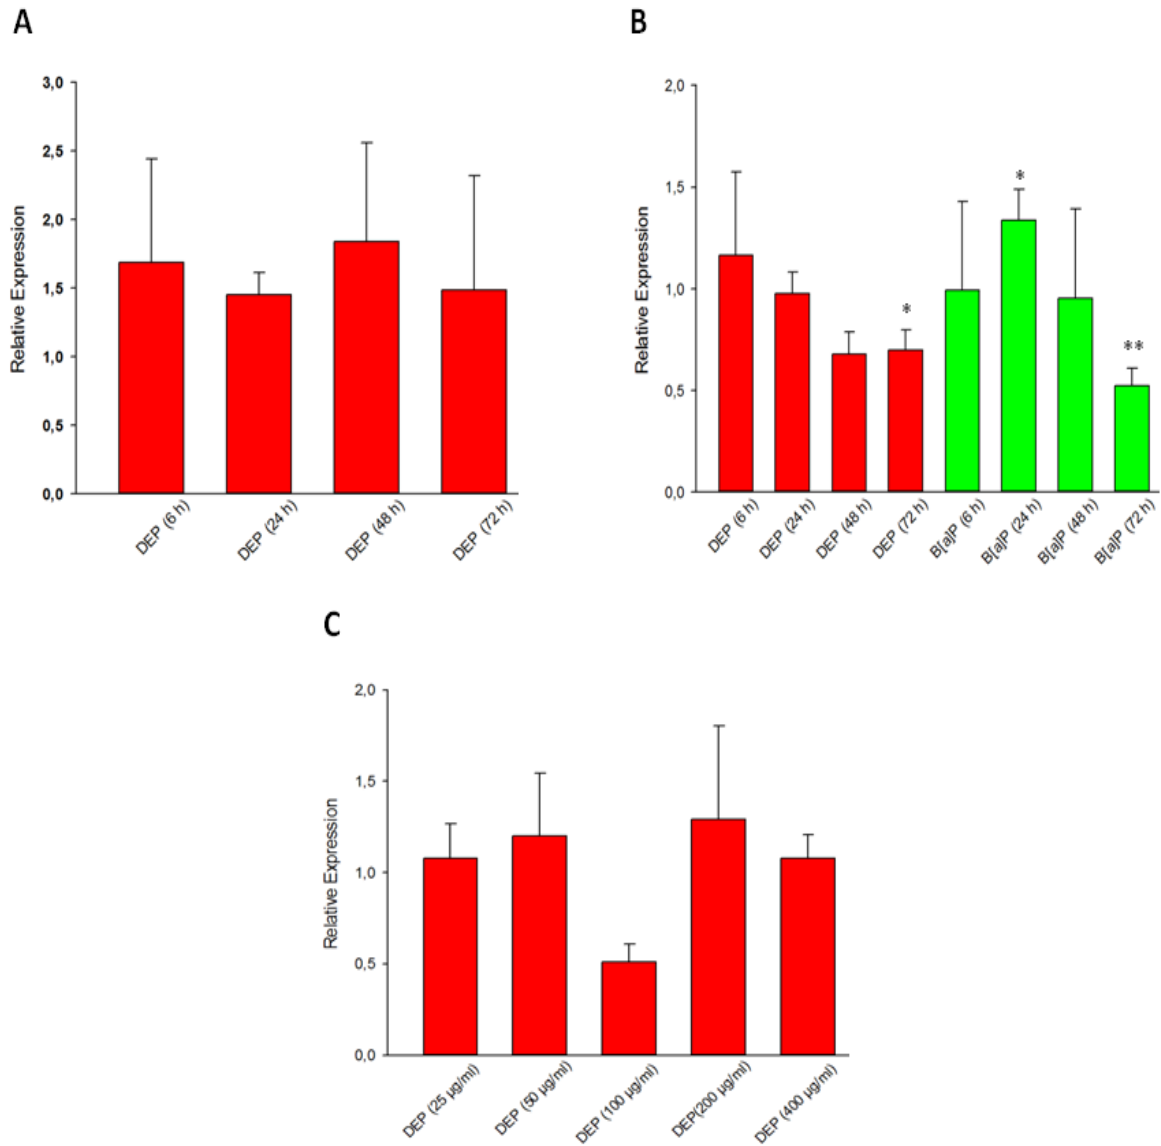 A
Relative Expression
3,0
2,5
2,0
1,5
1,0
0,5
0,0
DEP (6 h)
DEP (24 h)
DEP (48 h)
DEP (72 h)
B
Relative Expression
2,0
1,5
1,0
0,5
0,0
*
*
**
DEP (6 h)
DEP (24 h)
DEP (48 h)
DEP (72 h)
B[a]P (6 h)
B[a]P (24 h)
B[a]P (48 h)
B[a]P (72 h)
C
Relative Expression
2,0
1,5
1,0
0,5
0,0
DEP (25 µg/ml)
DEP (50 µg/ml)
DEP (100 µg/ml)
DEP(200 µg/ml)
DEP (400 µg/ml)